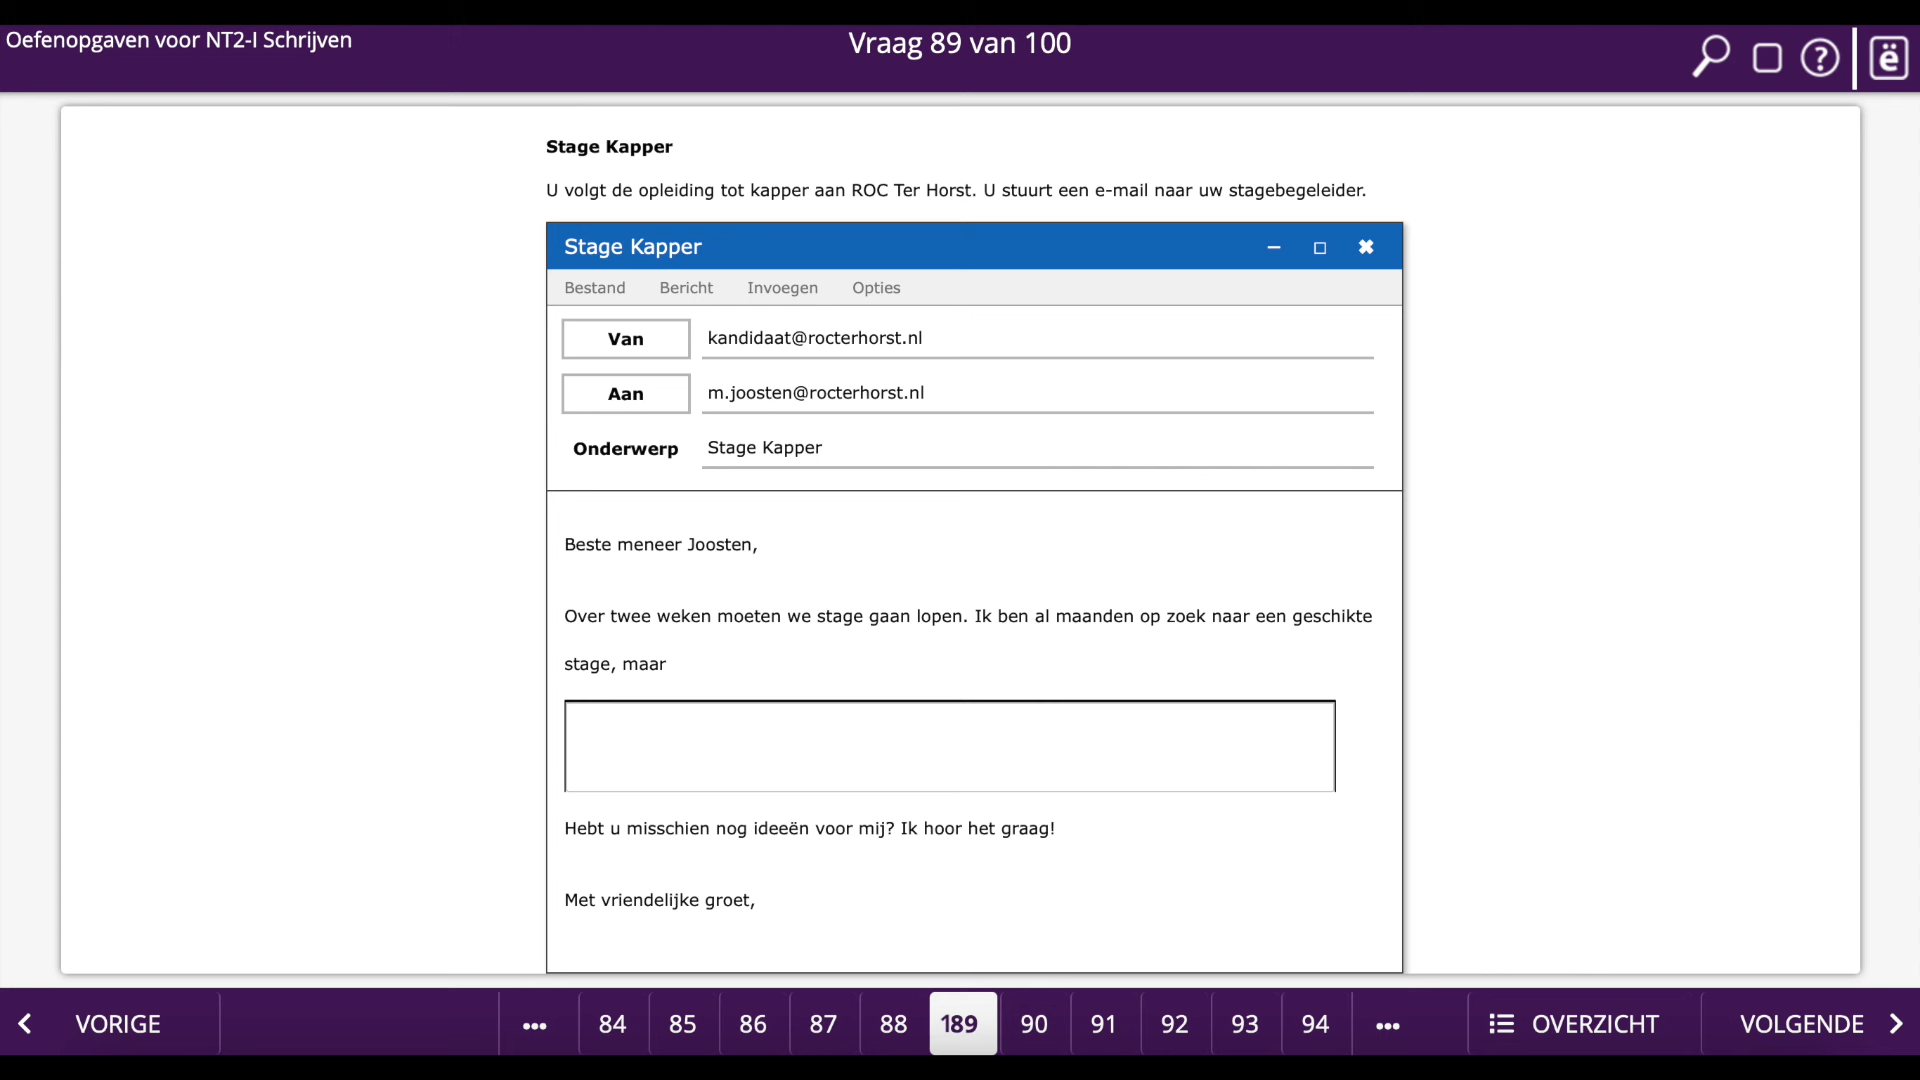 Oefenopgaven voor NT2-I Schrijven
Vraag 89 van 100
ë
Stage Kapper
U volgt de opleiding tot kapper aan ROC Ter Horst. U stuurt een e-mail naar uw stagebegeleider.
Stage Kapper
Bestand Bericht Invoegen Opties
Van kandidaat@rocterhorst.nl
Aan m.joosten@rocterhorst.nl
Onderwerp Stage Kapper
Beste meneer Joosten,
Over twee weken moeten we stage gaan lopen. Ik ben al maanden op zoek naar een geschikte
stage, maar
Hebt u misschien nog ideeën voor mij? Ik hoor het graag!
Met vriendelijke groet,
VORIGE ... 84 85 86 87 88 189 90 91 92 93 94 ... OVERZICHT VOLGENDE